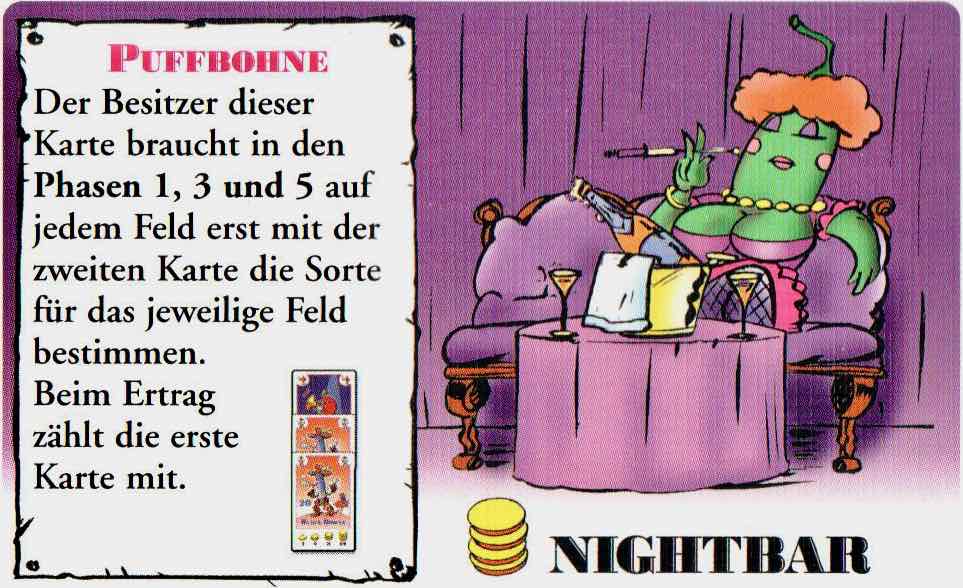 PUFFBOHNE
Der Besitzer dieser
Karte braucht in den
Phasen 1, 3 und 5 auf
jedem Feld erst mit der
zweiten Karte die Sorte
für das jeweilige Feld
bestimmen.
Beim Ertrag
zählt die erste
Karte mit.
20
NIGHTBAR